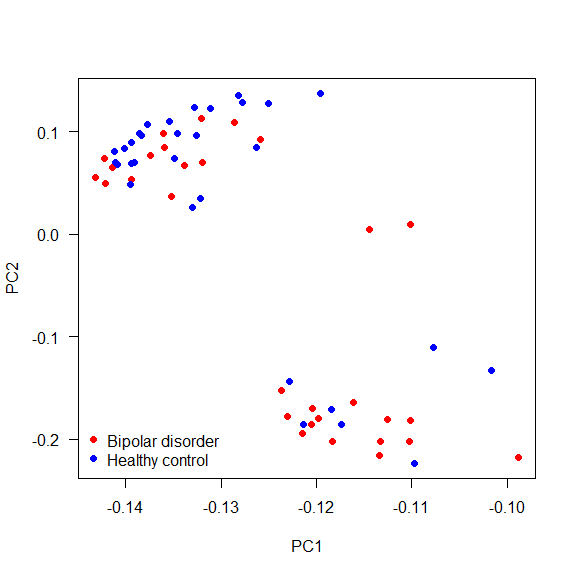 0.1
0.0
-0.1
-0.2
PC2
Bipolar disorder
Healthy control
-0.14 -0.13 -0.12 -0.11 -0.10
PC1